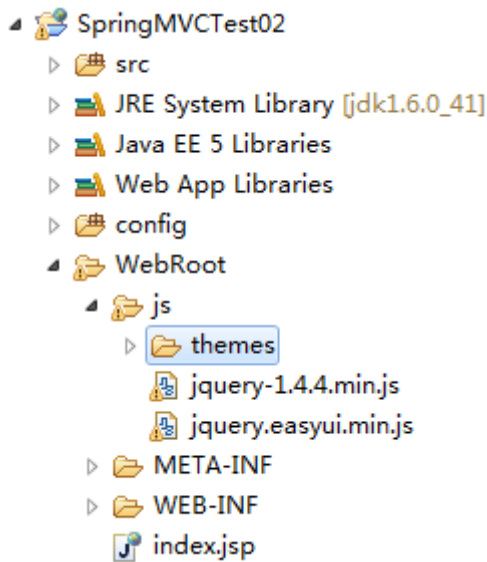 SpringMVCTest02
src
JRE System Library [jdk1.6.0_41]
Java EE 5 Libraries
Web App Libraries
config
WebRoot
js
themes
jquery-1.4.4.min.js
jquery.easyui.min.js
META-INF
WEB-INF
index.jsp